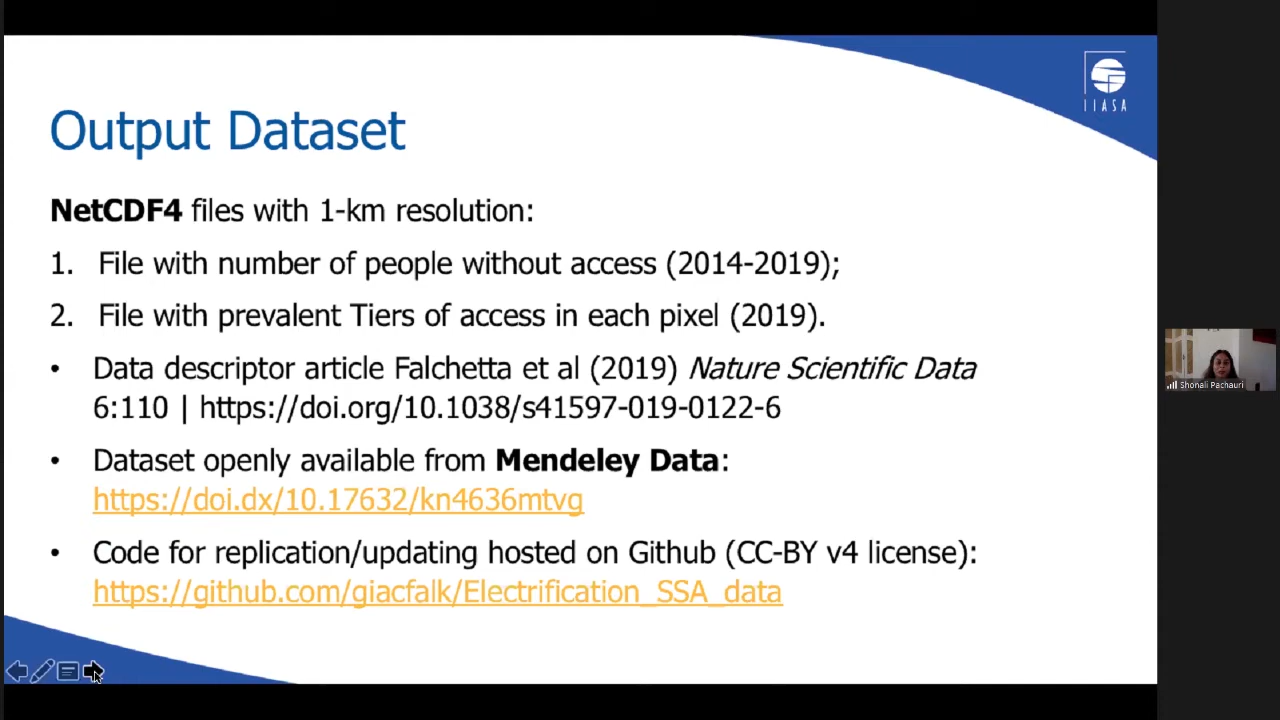 IIASA
Output Dataset
NetCDF4 files with 1-km resolution:
1. File with number of people without access (2014-2019);
2. File with prevalent Tiers of access in each pixel (2019).
• Data descriptor article Falchetta et al (2019) Nature Scientific Data
6:110 | https://doi.org/10.1038/s41597-019-0122-6
• Dataset openly available from Mendeley Data:
https://doi.dx/10.17632/kn4636mtvg
• Code for replication/updating hosted on Github (CC-BY v4 license):
https://github.com/giacfalk/Electrification_SSA_data
Shonali Pachauri